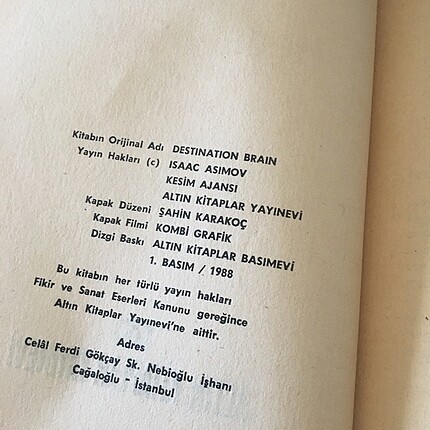 Kitabın Orijinal Adı DESTINATION BRAIN
Yayın Hakları (c) ISAAC ASIMOV
KESİM AJANSI
ALTIN KİTAPLAR YAYINEVİ
Kapak Düzeni ŞAHİN KARAKOÇ
Kapak Filmi KOMBİ GRAFİK
Dizgi Baskı ALTIN KİTAPLAR BASIMEVİ
1. BASIM / 1988
Bu kitabın her türlü yayın hakları
Fikir ve Sanat Eserleri Kanunu gereğince
Altın Kitaplar Yayınevi'ne aittir.
Adres
Celâl Ferdi Gökçay Sk. Nebioğlu İşhanı
Cağaloğlu - İstanbul